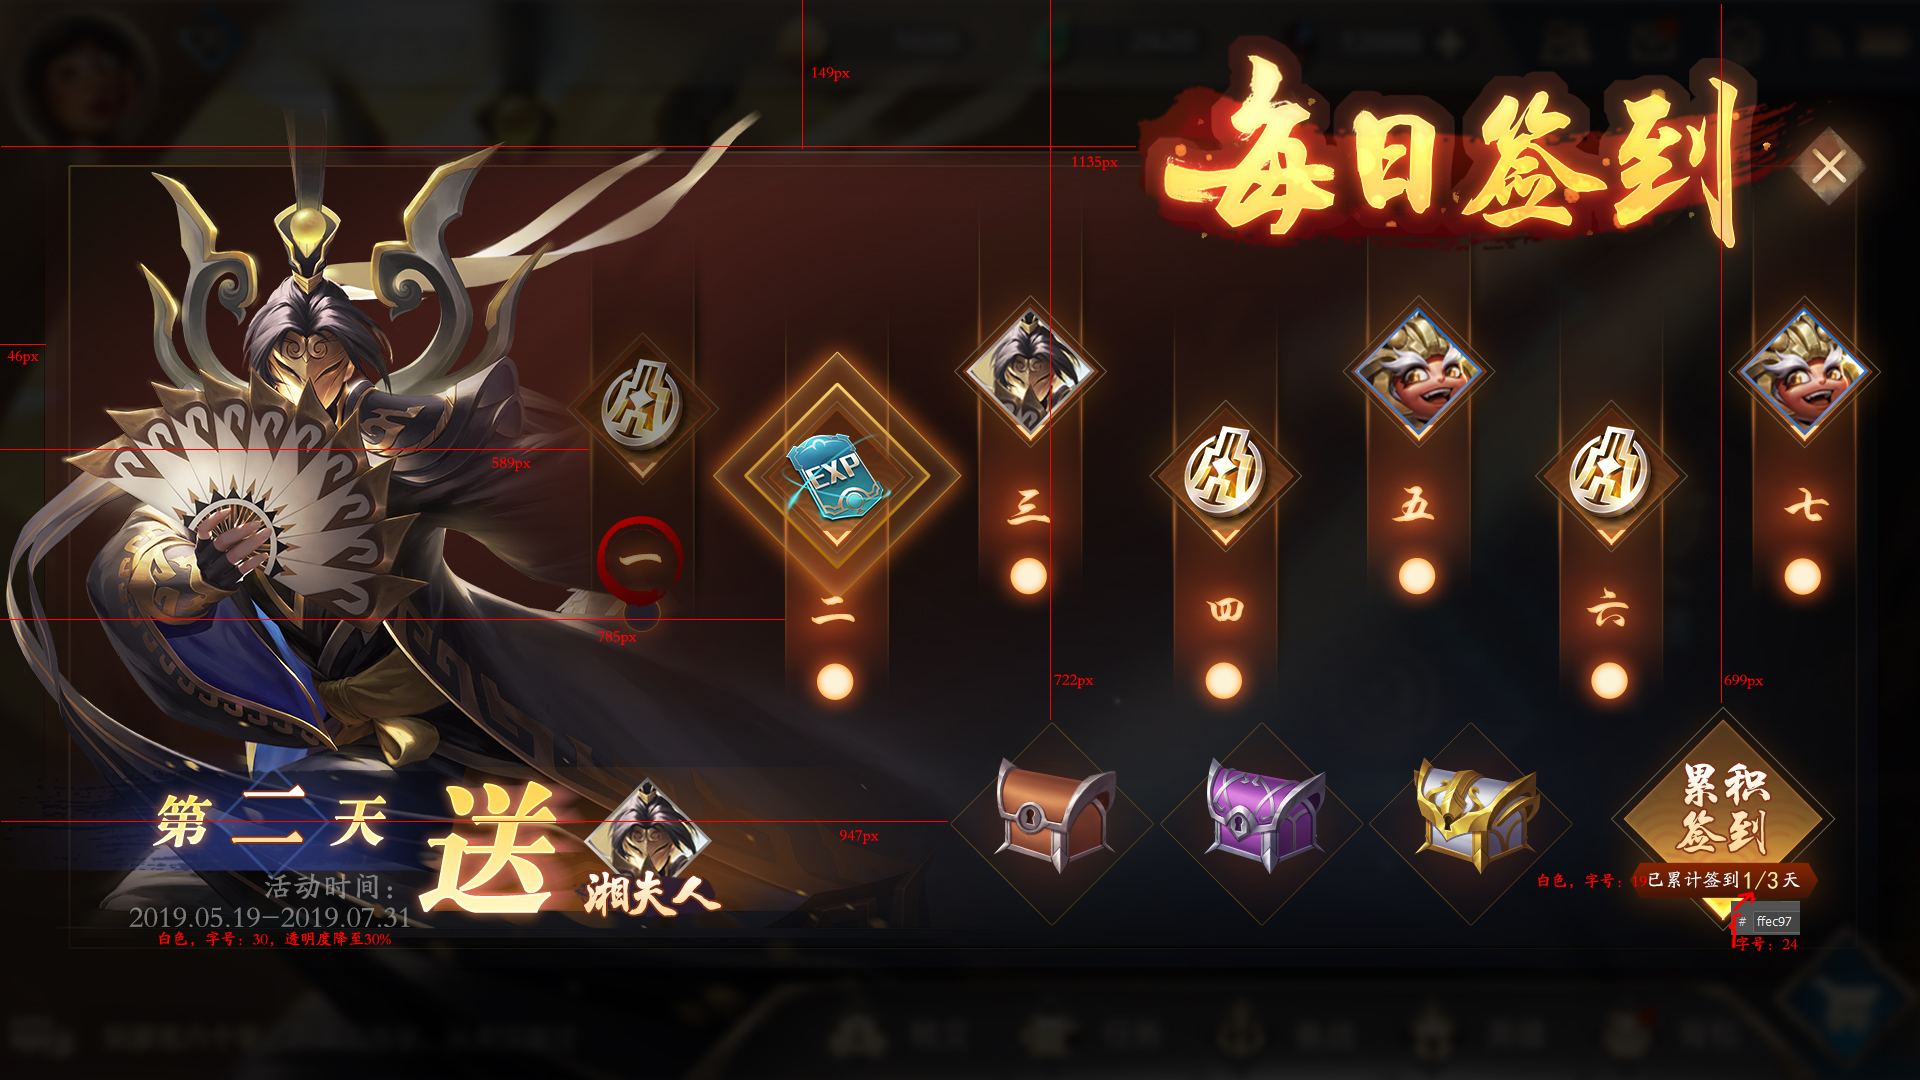 149px
每日签到
1135px
46px
589px
EXP
一
二
三
四
五
六
七
785px
722px
699px
第二天 送
947px
湘夫人
活动时间：
2019.05.19-2019.07.31
白色，字号：30，透明度降至30%
累积
签到
白色，字号：19
已累计签到1/3天
# ffec97
字号：24